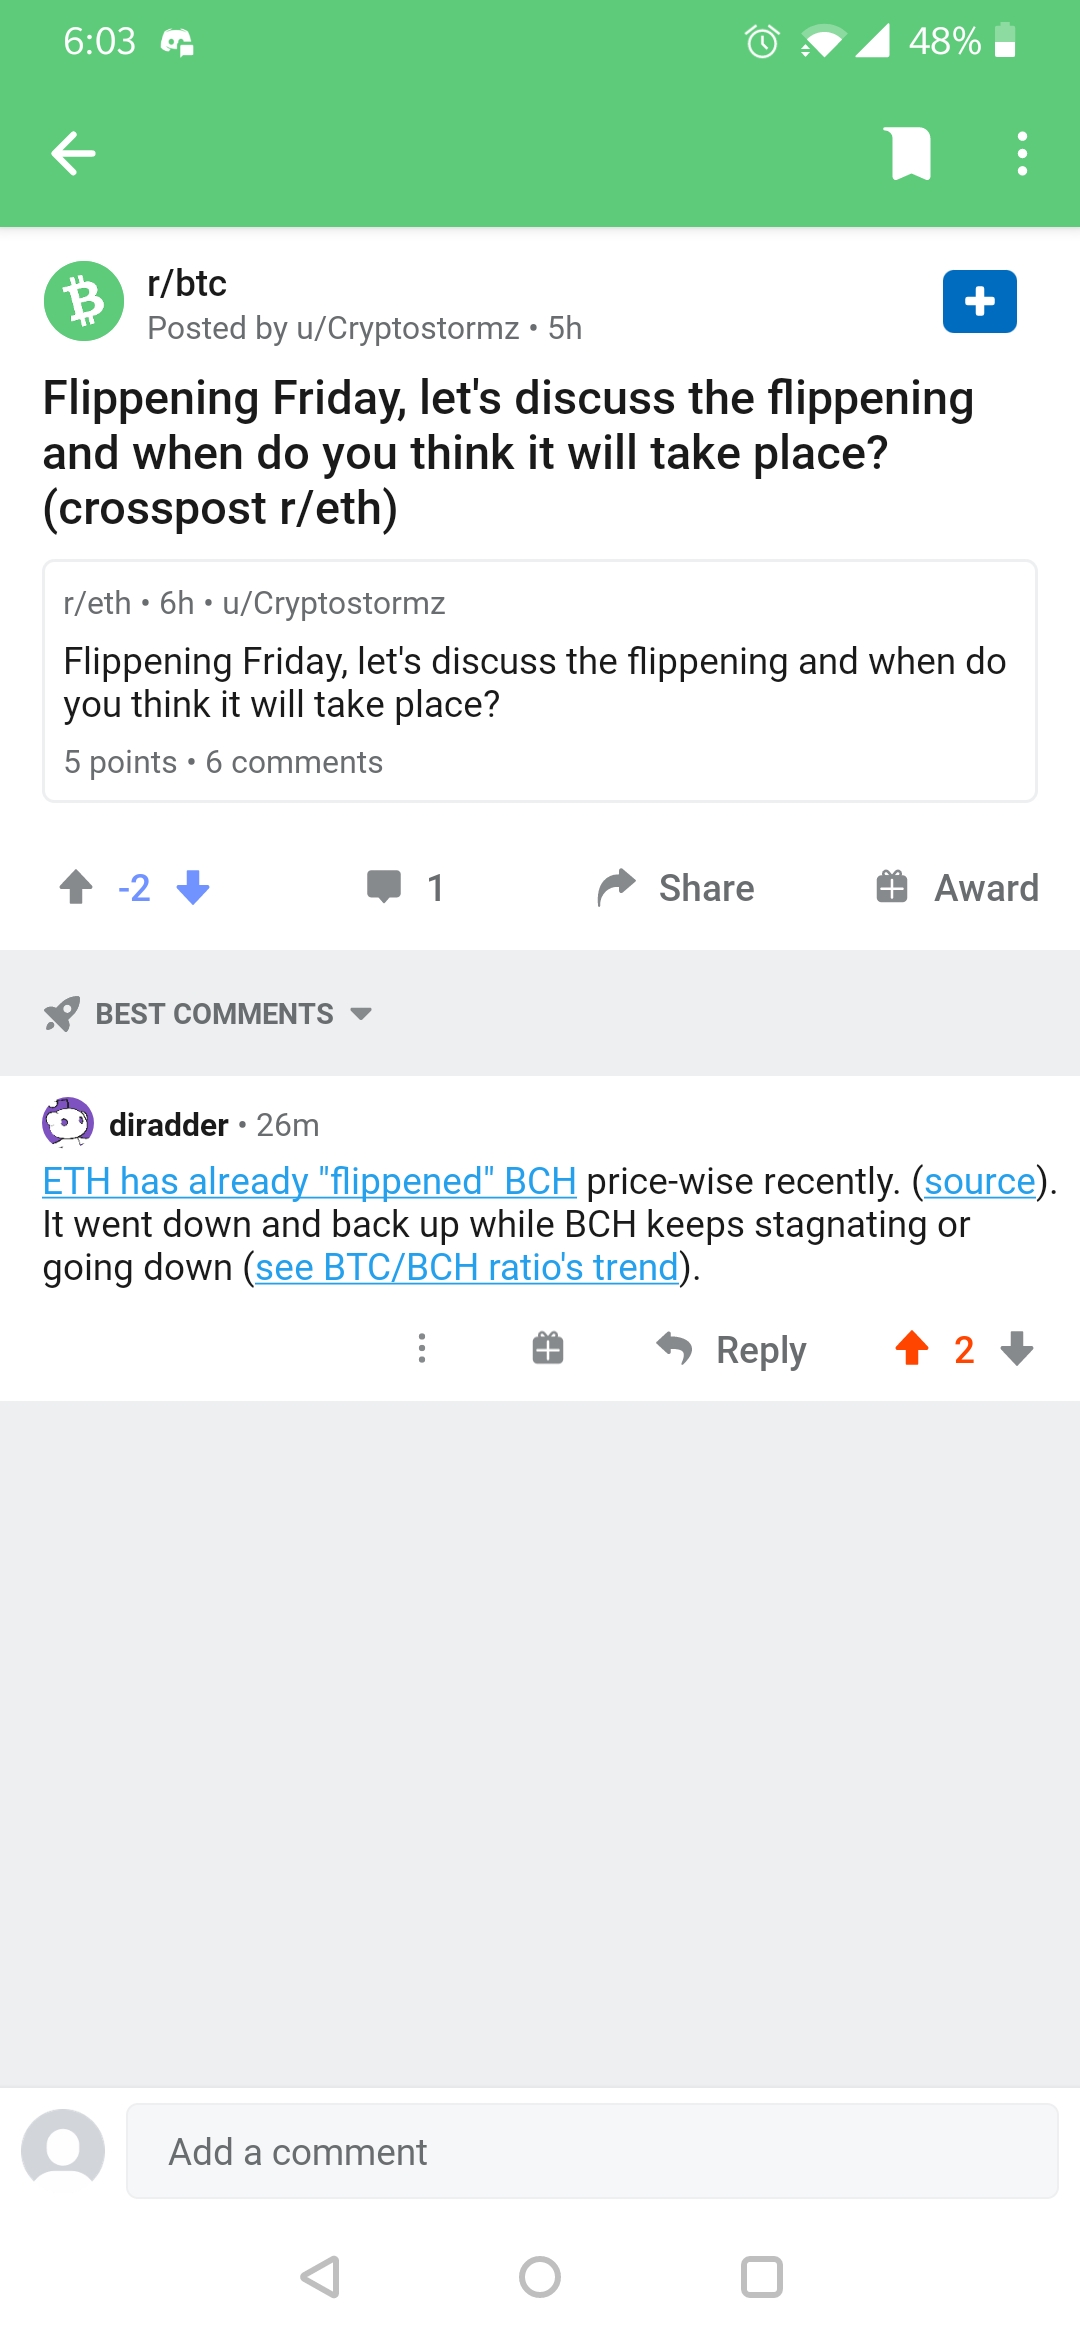 6:03
48%
r/btc
Posted by u/Cryptostormz • 5h
Flippening Friday, let's discuss the flippening
and when do you think it will take place?
(crosspost r/eth)
r/eth • 6h • u/Cryptostormz
Flippening Friday, let's discuss the flippening and when do
you think it will take place?
5 points • 6 comments
-2
1
Share
Award
BEST COMMENTS
diradder • 26m
ETH has already "flippened" BCH price-wise recently. (source).
It went down and back up while BCH keeps stagnating or
going down (see BTC/BCH ratio's trend).
Reply
2
Add a comment